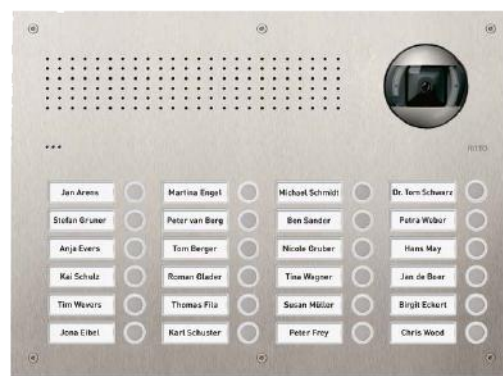 RITTO
Jan Arens
Martina Engel
Michael Schmidt
Dr. Tom Schwarz
Stefan Gruner
Peter van Berg
Ben Sander
Petra Weber
Anja Evers
Tom Berger
Nicole Gruber
Hans May
Kai Schulz
Roman Glader
Tina Wagner
Jan de Boer
Tim Wevers
Thomas Fila
Susan Müller
Birgit Eckert
Jona Eibel
Karl Schuster
Peter Frey
Chris Wood